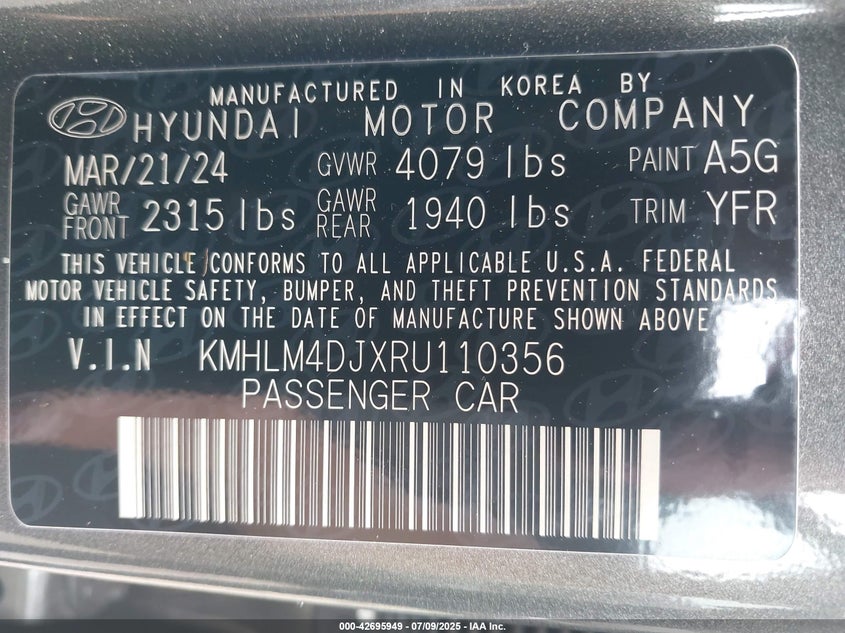 MANUFACTURED IN KOREA BY
HYUNDAI MOTOR COMPANY
MAR/21/24 GVWR 4079 lbs PAINT A5G
GAWR FRONT 2315 lbs GAWR REAR 1940 lbs TRIM YFR
THIS VEHICLE CONFORMS TO ALL APPLICABLE U.S.A. FEDERAL
MOTOR VEHICLE SAFETY, BUMPER, AND THEFT PREVENTION STANDARDS
IN EFFECT ON THE DATE OF MANUFACTURE SHOWN ABOVE.
V.I.N KMHLM4DJXRU110356
PASSENGER CAR
000-42695949 - 07/09/2025 - IAA Inc.